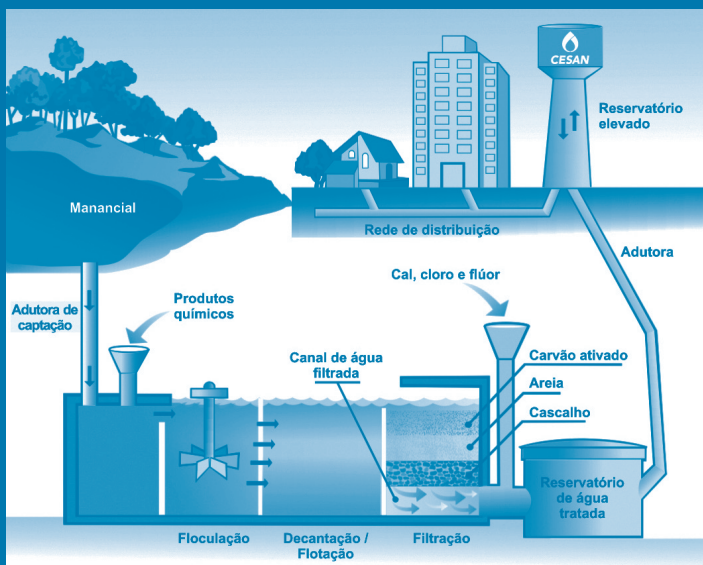 CESAN
Reservatório
elevado
Manancial
Rede de distribuição
Adutora
Cal, cloro e flúor
Produtos
químicos
Adutora de
captação
Canal de água
filtrada
Carvão ativado
Areia
Cascalho
Reservatório
de água
tratada
Floculação
Decantação /
Flotação
Filtração